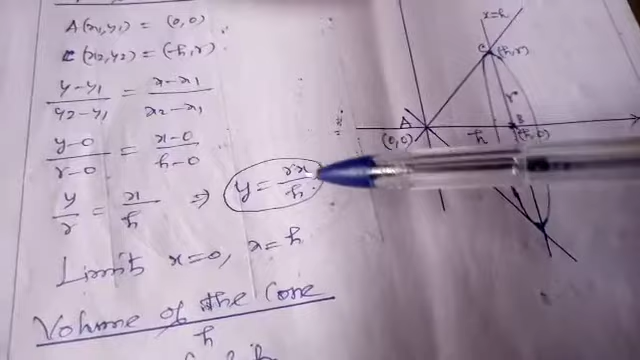 A(x1,y1) = (0,0)
C(x2,y2) = (h,r)
y-y1/y2-y1 = x-x1/x2-x1
y-0/r-0 = x-0/h-0
y/r = x/h ⇒ y = rx/h
Limits x=0, x=h
Volume of the Cone
h
x=h
C (h,r)
r
A
B
(0,0)
h
(h,0)